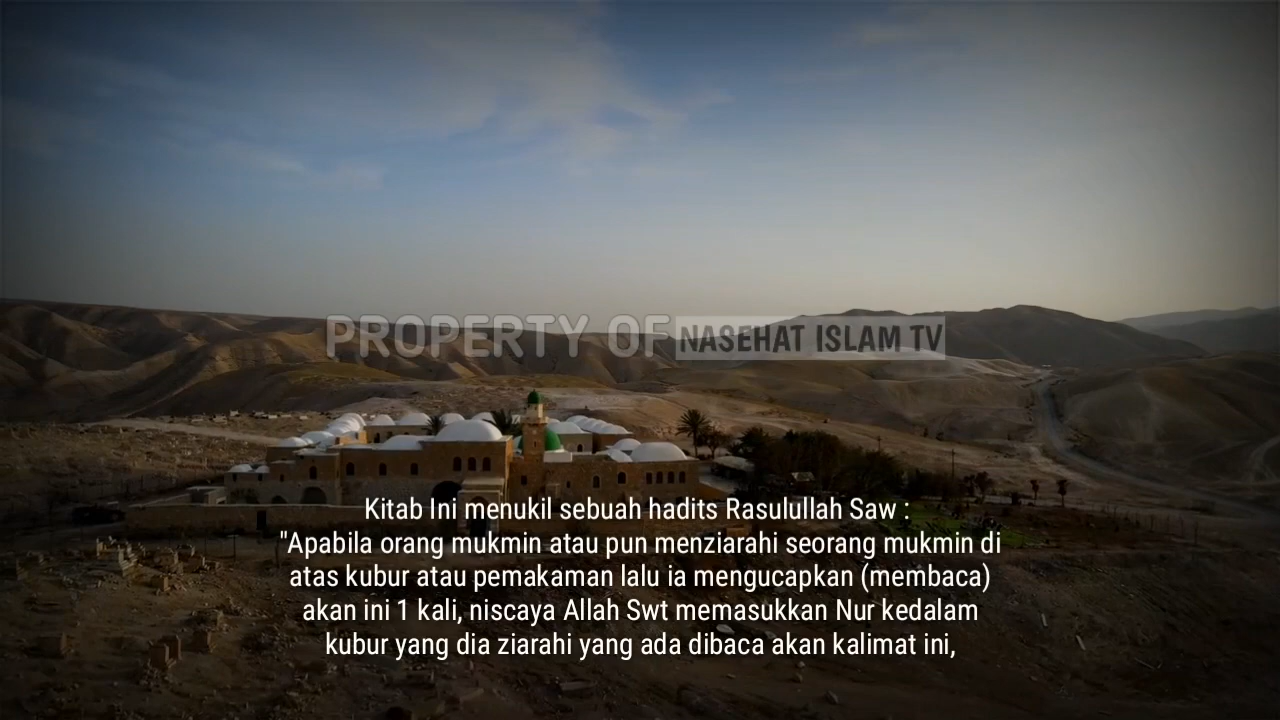 PROPERTY OF NASEHAT ISLAM TV
Kitab Ini menukil sebuah hadits Rasulullah Saw :
"Apabila orang mukmin atau pun menziarahi seorang mukmin di
atas kubur atau pemakaman lalu ia mengucapkan (membaca)
akan ini 1 kali, niscaya Allah Swt memasukkan Nur kedalam
kubur yang dia ziarahi yang ada dibaca akan kalimat ini,